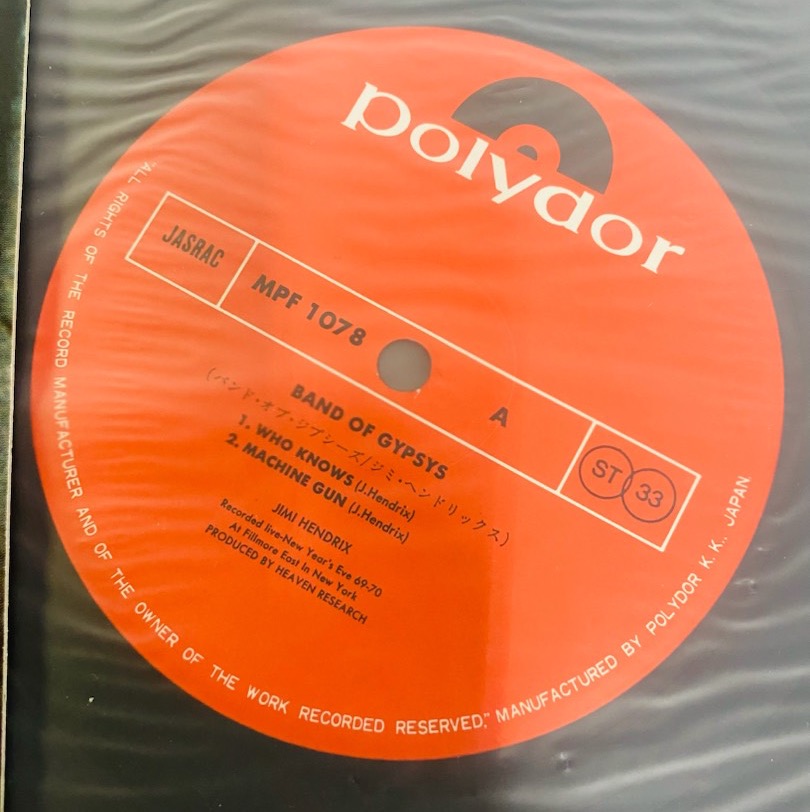 polydor
JASRAC
MPF 1078
A
ST 33
BAND OF GYPSYS
(バンド・オブ・ジプシーズ/ジミ・ヘンドリックス)
1. WHO KNOWS (J.Hendrix)
2. MACHINE GUN (J.Hendrix)
JIMI HENDRIX
Recorded live-New Year's Eve 69-70
At Fillmore East In New York
PRODUCED BY HEAVEN RESEARCH
"ALL RIGHTS OF THE RECORD MANUFACTURER AND OF THE OWNER OF THE WORK RECORDED RESERVED," MANUFACTURED BY POLYDOR K.K., JAPAN